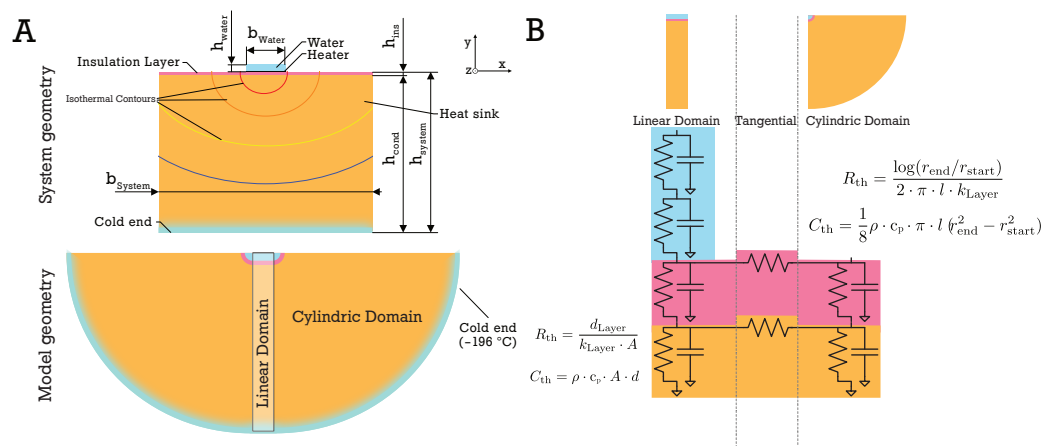 A
System geometry
h_water
b_Water
h_ins
Water
Heater
Insulation Layer
Isothermal Contours
y
z
x
Heat sink
h_cond
h_system
b_System
Cold end
Model geometry
Linear Domain
Cylindric Domain
Cold end
(-196 °C)
B
Linear Domain
Tangential
Cylindric Domain
R_th = log(r_end/r_start) / (2 · π · l · k_Layer)
C_th = 1/8 ρ · c_p · π · l (r²_end − r²_start)
R_th = d_Layer / (k_Layer · A)
C_th = ρ · c_p · A · d